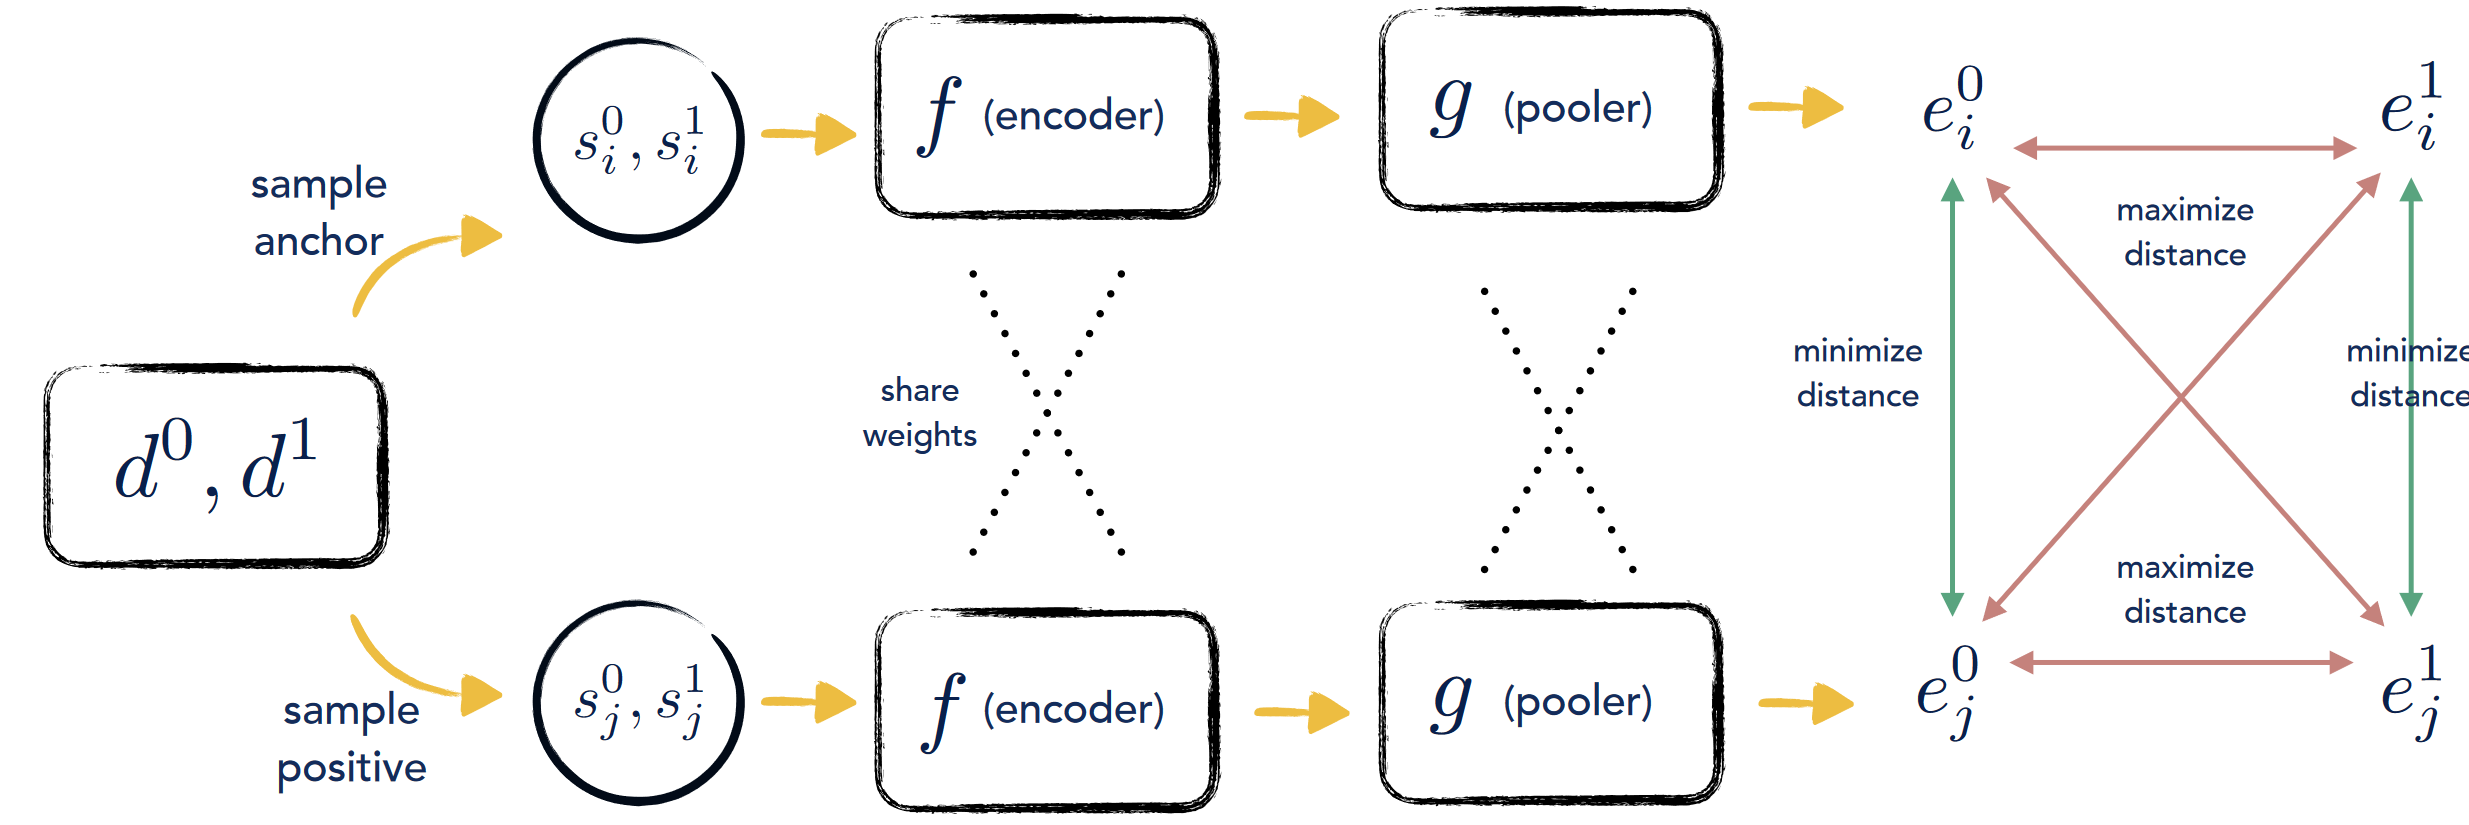 sample
anchor
s_i^0, s_i^1
f (encoder)
g (pooler)
e_i^0
e_i^1
maximize
distance
share
weights
minimize
distance
minimize
distance
d^0, d^1
maximize
distance
sample
positive
s_j^0, s_j^1
f (encoder)
g (pooler)
e_j^0
e_j^1